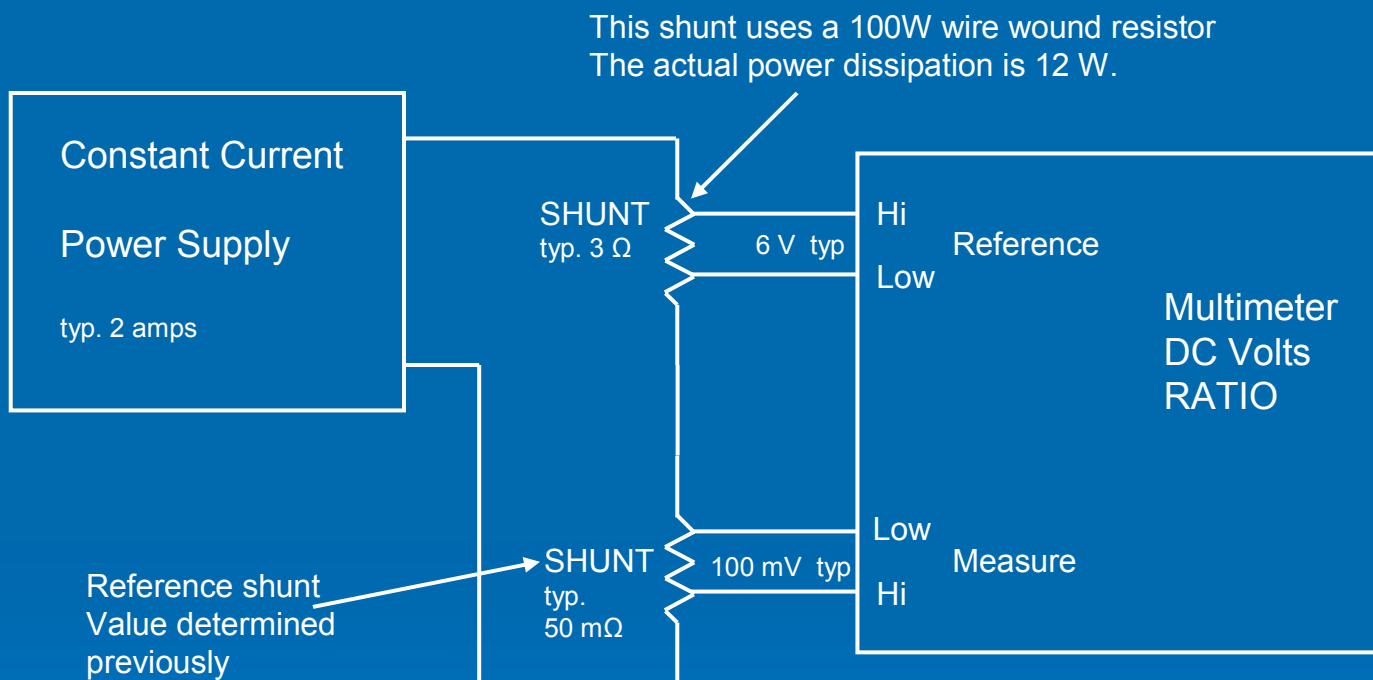 This shunt uses a 100W wire wound resistor
The actual power dissipation is 12 W.
Constant Current
Power Supply
typ. 2 amps
SHUNT
typ. 3 Ω
6 V typ
Hi
Reference
Low
Multimeter
DC Volts
RATIO
Low
SHUNT
typ.
50 mΩ
100 mV typ
Measure
Hi
Reference shunt
Value determined
previously